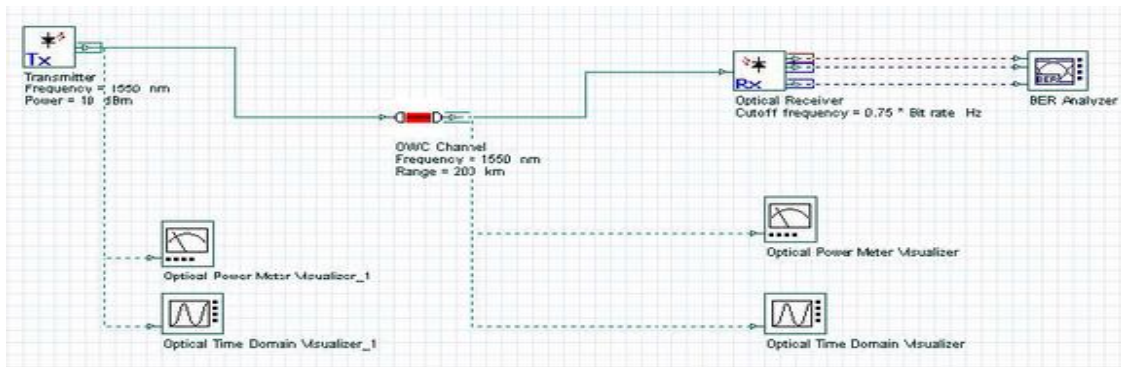 Tx
Transmitter
Frequency = 1550 nm
Power = 10 dBm
OWC Channel
Frequency = 1550 nm
Range = 200 km
Rx
Optical Receiver
Cutoff frequency = 0.75 * Bit rate Hz
BER
BER Analyzer
Optical Power Meter Visualizer_1
Optical Time Domain Visualizer_1
Optical Power Meter Visualizer
Optical Time Domain Visualizer